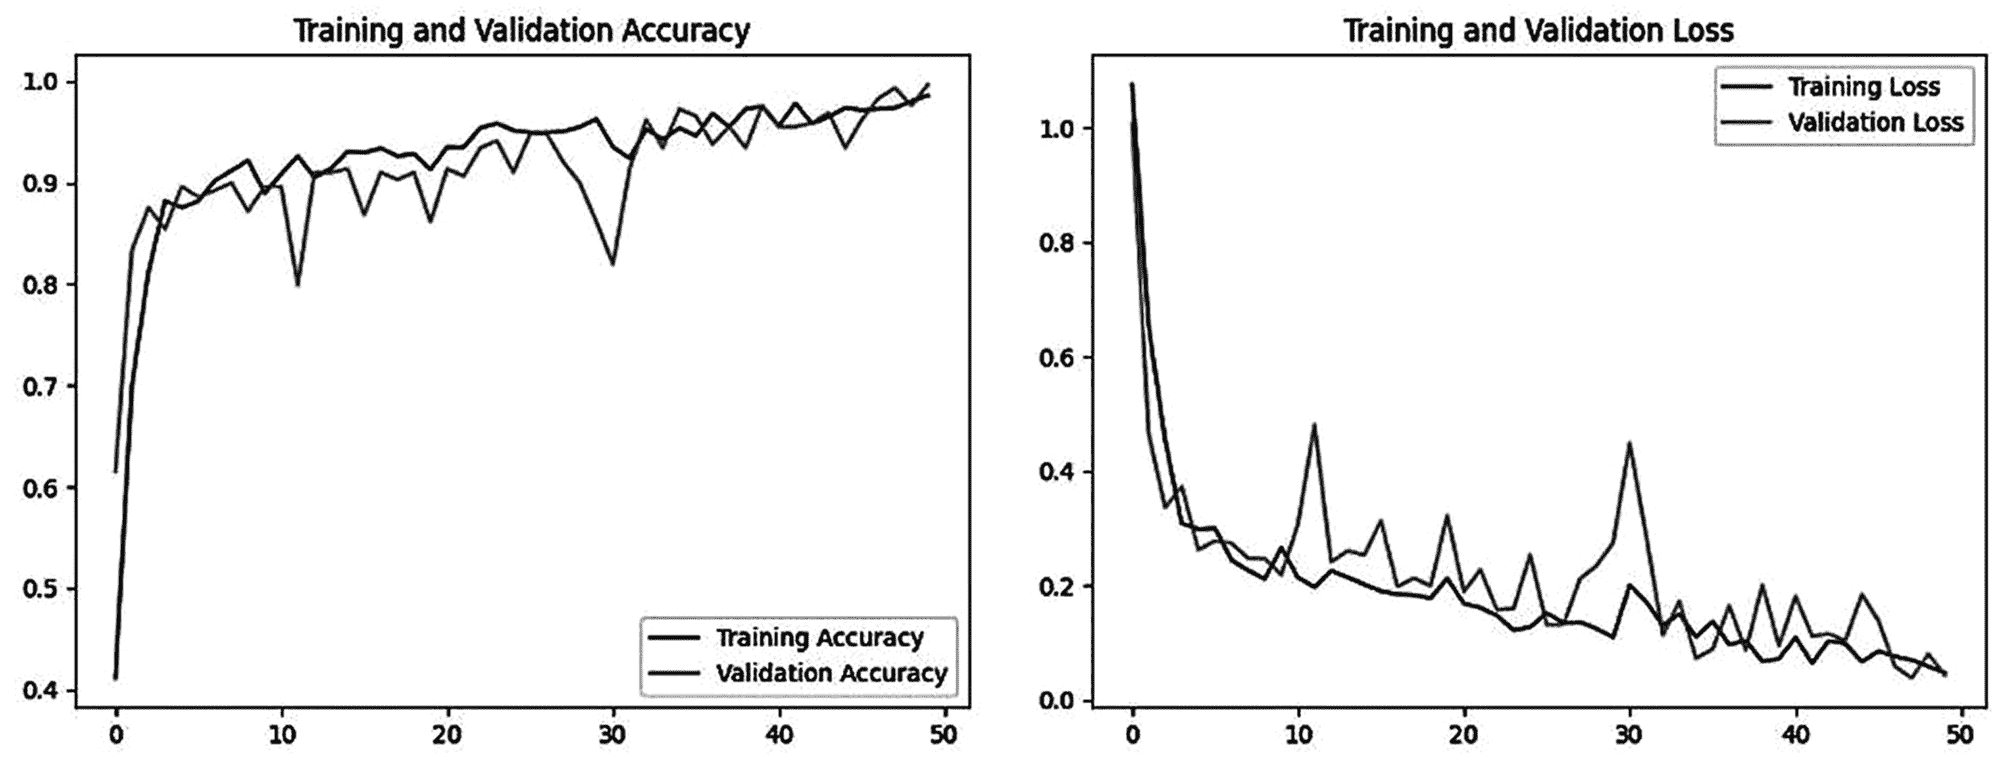 Training and Validation Accuracy
1.0
0.9
0.8
0.7
0.6
0.5
0.4
Training Accuracy
Validation Accuracy
0 10 20 30 40 50
Training and Validation Loss
1.0
0.8
0.6
0.4
0.2
0.0
Training Loss
Validation Loss
0 10 20 30 40 50